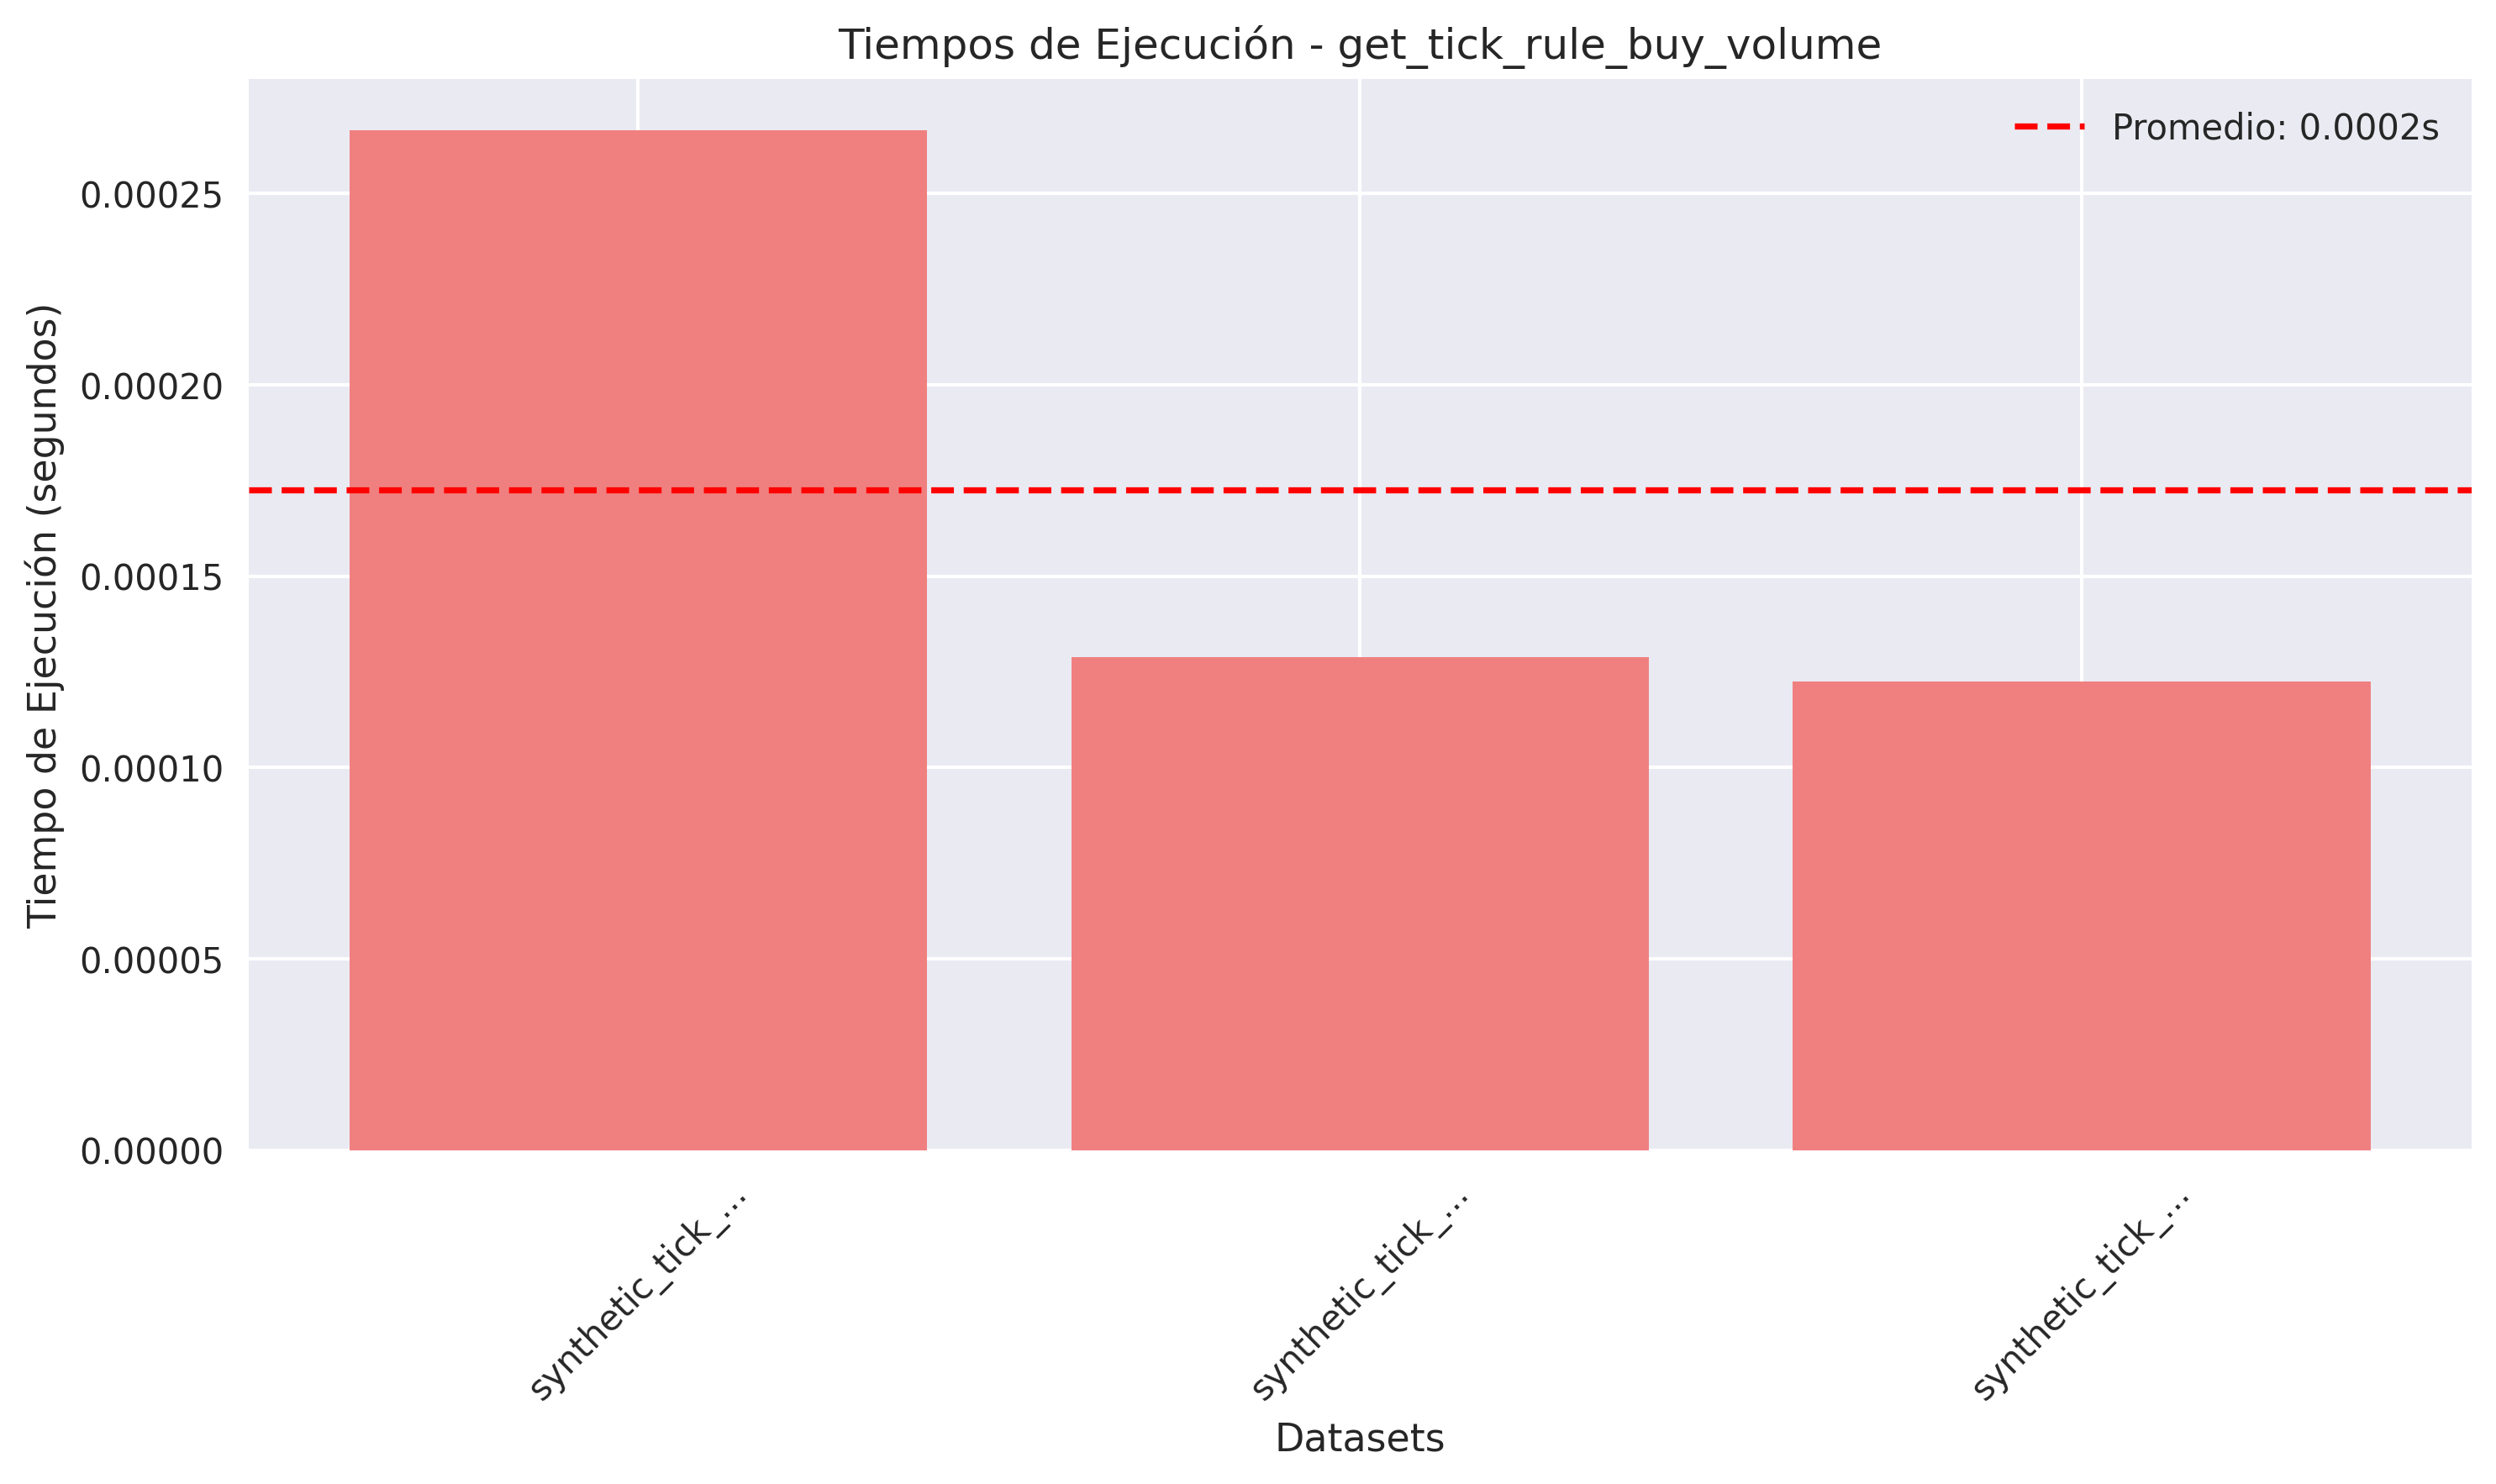 Tiempos de Ejecución - get_tick_rule_buy_volume
Promedio: 0.0002s
Tiempo de Ejecución (segundos)
0.00025
0.00020
0.00015
0.00010
0.00005
0.00000
synthetic_tick_...
synthetic_tick_...
synthetic_tick_...
Datasets